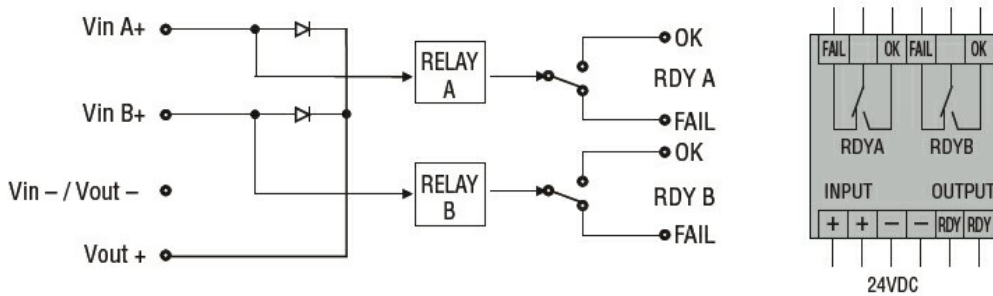 Vin A+
Vin B+
Vin – / Vout –
Vout +
RELAY
A
RELAY
B
OK
RDY A
FAIL
OK
RDY B
FAIL
FAIL OK FAIL OK
RDYA RDYB
INPUT OUTPUT
+ + – – RDY RDY
24VDC